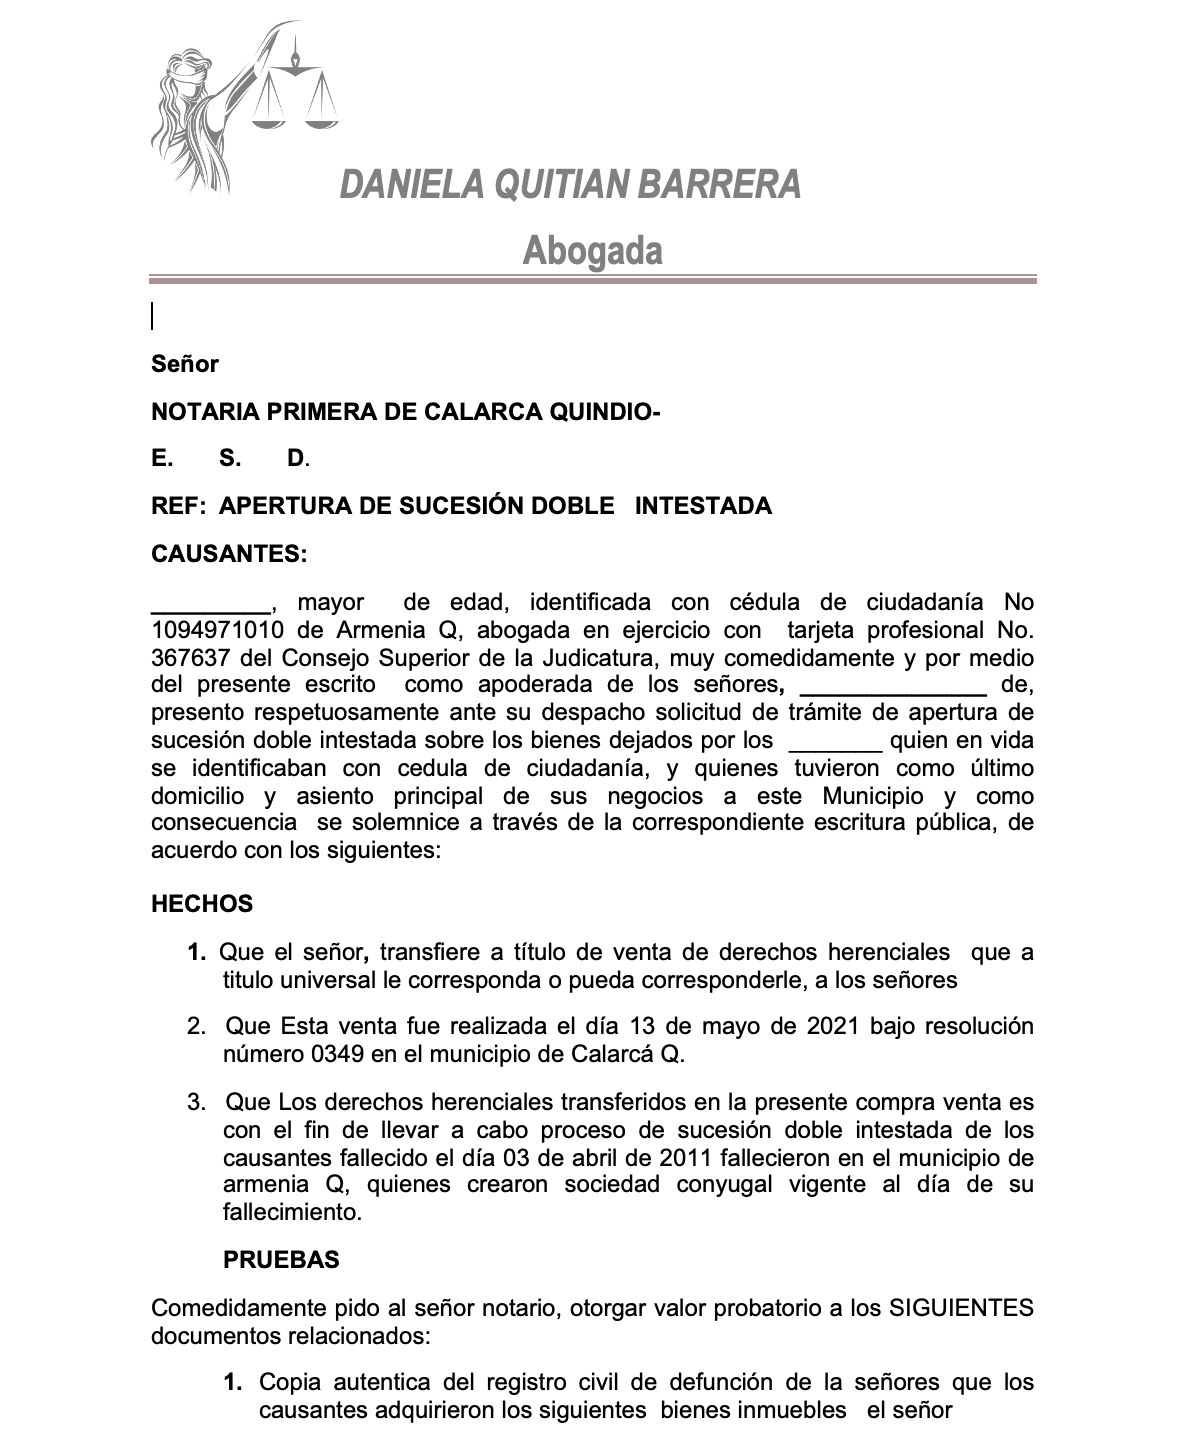 DANIELA QUITIAN BARRERA
Abogada
Señor
NOTARIA PRIMERA DE CALARCA QUINDIO-
E. S. D.
REF: APERTURA DE SUCESIÓN DOBLE INTESTADA
CAUSANTES:
_________, mayor de edad, identificada con cédula de ciudadanía No
1094971010 de Armenia Q, abogada en ejercicio con tarjeta profesional No.
367637 del Consejo Superior de la Judicatura, muy comedidamente y por medio
del presente escrito como apoderada de los señores, ______________ de,
presento respetuosamente ante su despacho solicitud de trámite de apertura de
sucesión doble intestada sobre los bienes dejados por los _______ quien en vida
se identificaban con cedula de ciudadanía, y quienes tuvieron como último
domicilio y asiento principal de sus negocios a este Municipio y como
consecuencia se solemnice a través de la correspondiente escritura pública, de
acuerdo con los siguientes:
HECHOS
1. Que el señor, transfiere a título de venta de derechos herenciales que a
titulo universal le corresponda o pueda corresponderle, a los señores
2. Que Esta venta fue realizada el día 13 de mayo de 2021 bajo resolución
número 0349 en el municipio de Calarcá Q.
3. Que Los derechos herenciales transferidos en la presente compra venta es
con el fin de llevar a cabo proceso de sucesión doble intestada de los
causantes fallecido el día 03 de abril de 2011 fallecieron en el municipio de
armenia Q, quienes crearon sociedad conyugal vigente al día de su
fallecimiento.
PRUEBAS
Comedidamente pido al señor notario, otorgar valor probatorio a los SIGUIENTES
documentos relacionados:
1. Copia autentica del registro civil de defunción de la señores que los
causantes adquirieron los siguientes bienes inmuebles el señor